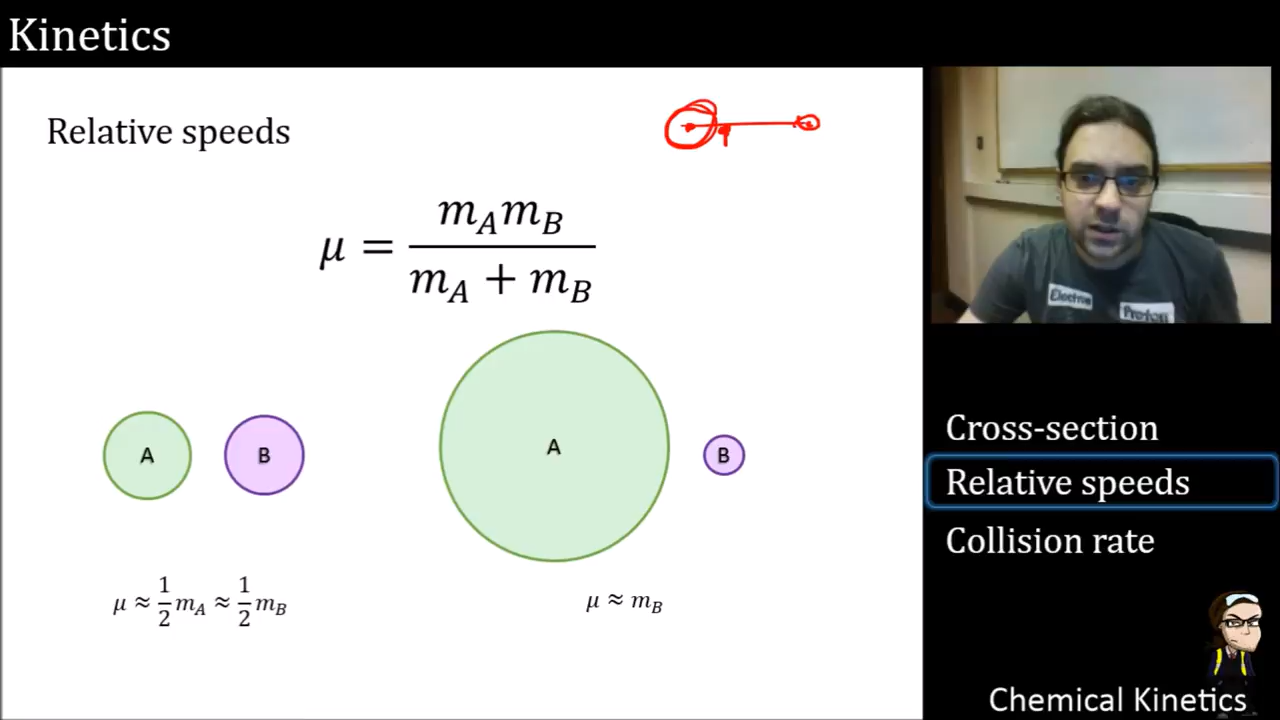 Kinetics
Relative speeds
μ = m_A m_B / (m_A + m_B)
A
B
A
B
μ ≈ 1/2 m_A ≈ 1/2 m_B
μ ≈ m_B
Electron
Proton
Cross-section
Relative speeds
Collision rate
Chemical Kinetics